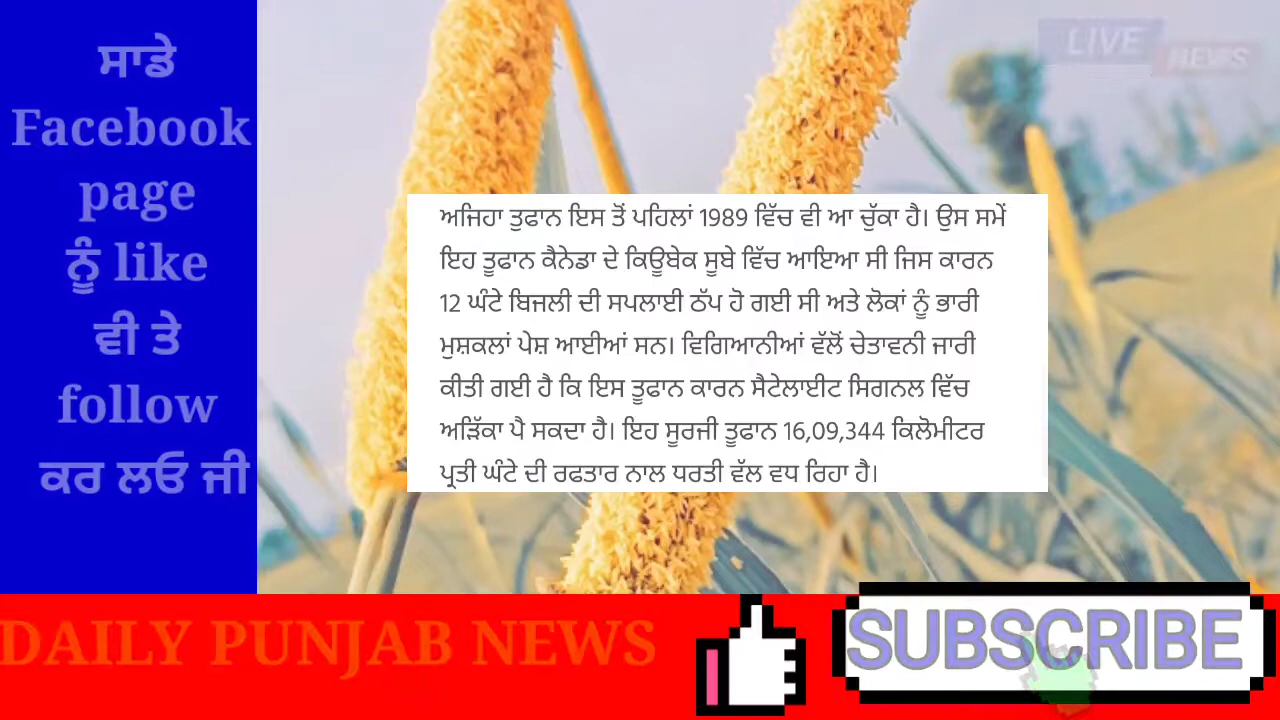 ਸਾਡੇ
Facebook
page
ਨੂੰ like
ਵੀ ਤੇ
follow
ਕਰ ਲਓ ਜੀ
LIVE
NEWS
ਅਜਿਹਾ ਤੁਫਾਨ ਇਸ ਤੋਂ ਪਹਿਲਾਂ 1989 ਵਿੱਚ ਵੀ ਆ ਚੁੱਕਾ ਹੈ। ਉਸ ਸਮੇਂ
ਇਹ ਤੂਫਾਨ ਕੈਨੇਡਾ ਦੇ ਕਿਊਬੇਕ ਸੂਬੇ ਵਿੱਚ ਆਇਆ ਸੀ ਜਿਸ ਕਾਰਨ
12 ਘੰਟੇ ਬਿਜਲੀ ਦੀ ਸਪਲਾਈ ਠੱਪ ਹੋ ਗਈ ਸੀ ਅਤੇ ਲੋਕਾਂ ਨੂੰ ਭਾਰੀ
ਮੁਸ਼ਕਲਾਂ ਪੇਸ਼ ਆਈਆਂ ਸਨ। ਵਿਗਿਆਨੀਆਂ ਵੱਲੋਂ ਚੇਤਾਵਨੀ ਜਾਰੀ
ਕੀਤੀ ਗਈ ਹੈ ਕਿ ਇਸ ਤੂਫਾਨ ਕਾਰਨ ਸੈਟੇਲਾਈਟ ਸਿਗਨਲ ਵਿੱਚ
ਅੜਿੱਕਾ ਪੈ ਸਕਦਾ ਹੈ। ਇਹ ਸੂਰਜੀ ਤੂਫਾਨ 16,09,344 ਕਿਲੋਮੀਟਰ
ਪ੍ਰਤੀ ਘੰਟੇ ਦੀ ਰਫਤਾਰ ਨਾਲ ਧਰਤੀ ਵੱਲ ਵਧ ਰਿਹਾ ਹੈ।
DAILY PUNJAB NEWS
SUBSCRIBE